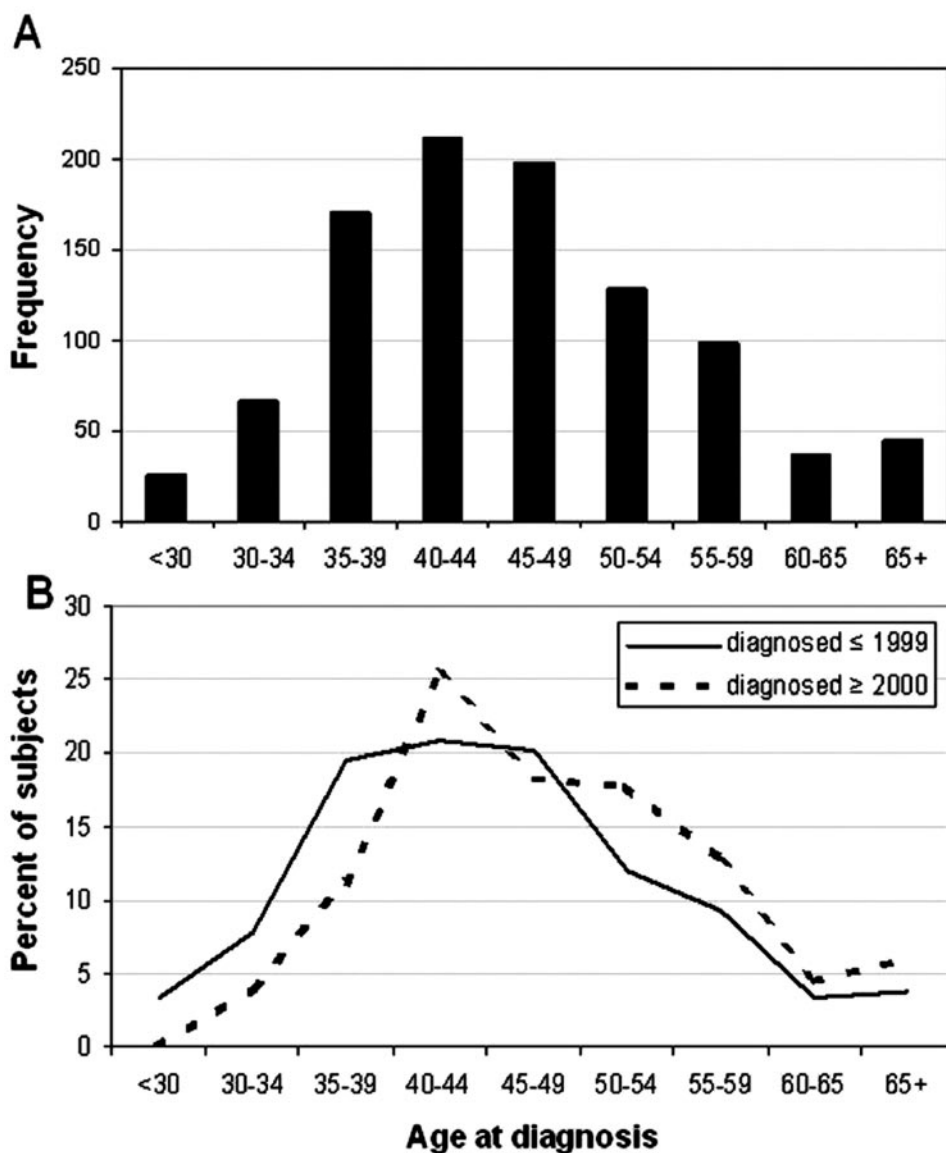 A
250
200
150
100
50
0
Frequency
<30 30-34 35-39 40-44 45-49 50-54 55-59 60-65 65+
B
30
25
20
15
10
5
0
Percent of subjects
diagnosed ≤ 1999
diagnosed ≥ 2000
<30 30-34 35-39 40-44 45-49 50-54 55-59 60-65 65+
Age at diagnosis